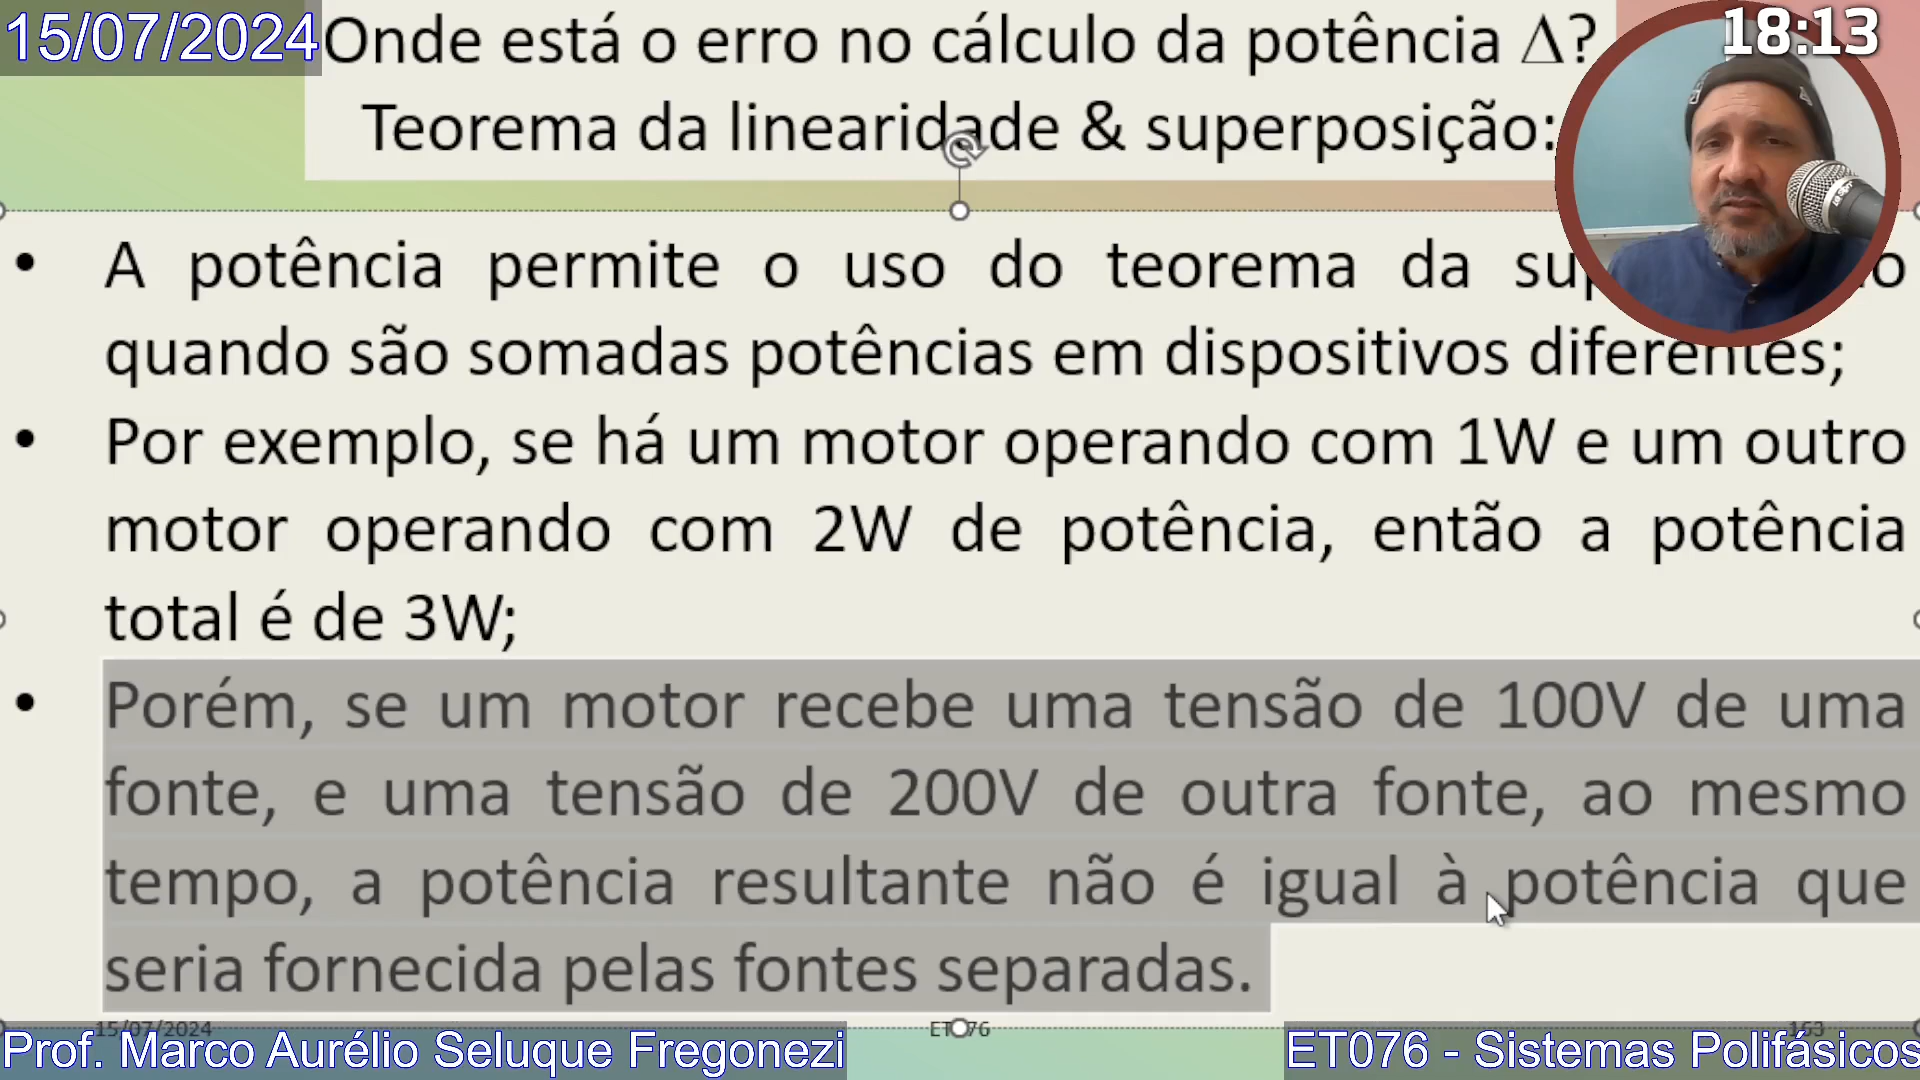 15/07/2024
Onde está o erro no cálculo da potência Δ?
18:13
Teorema da linearidade & superposição:
• A potência permite o uso do teorema da
quando são somadas potências em dispositivos diferentes;
• Por exemplo, se há um motor operando com 1W e um outro
motor operando com 2W de potência, então a potência
total é de 3W;
• Porém, se um motor recebe uma tensão de 100V de uma
fonte, e uma tensão de 200V de outra fonte, ao mesmo
tempo, a potência resultante não é igual à potência que
seria fornecida pelas fontes separadas.
15/07/2024
163
Prof. Marco Aurélio Seluque Fregonezi
ET076 - Sistemas Polifásicos